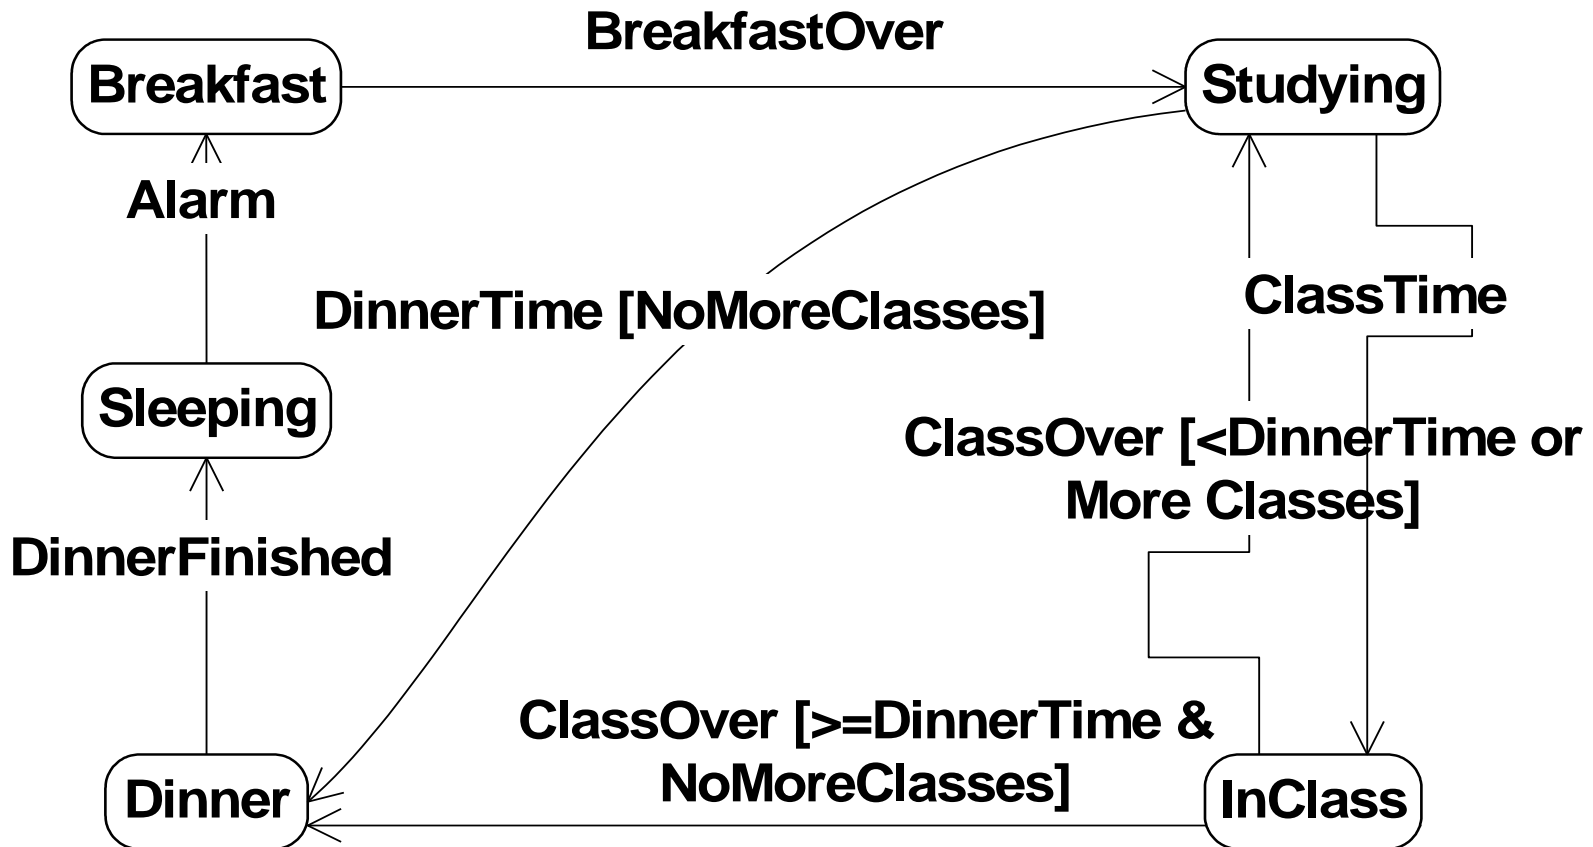 BreakfastOver
Breakfast
Studying
Alarm
DinnerTime [NoMoreClasses]
ClassTime
Sleeping
ClassOver [<DinnerTime or
More Classes]
DinnerFinished
ClassOver [>=DinnerTime &
NoMoreClasses]
Dinner
InClass